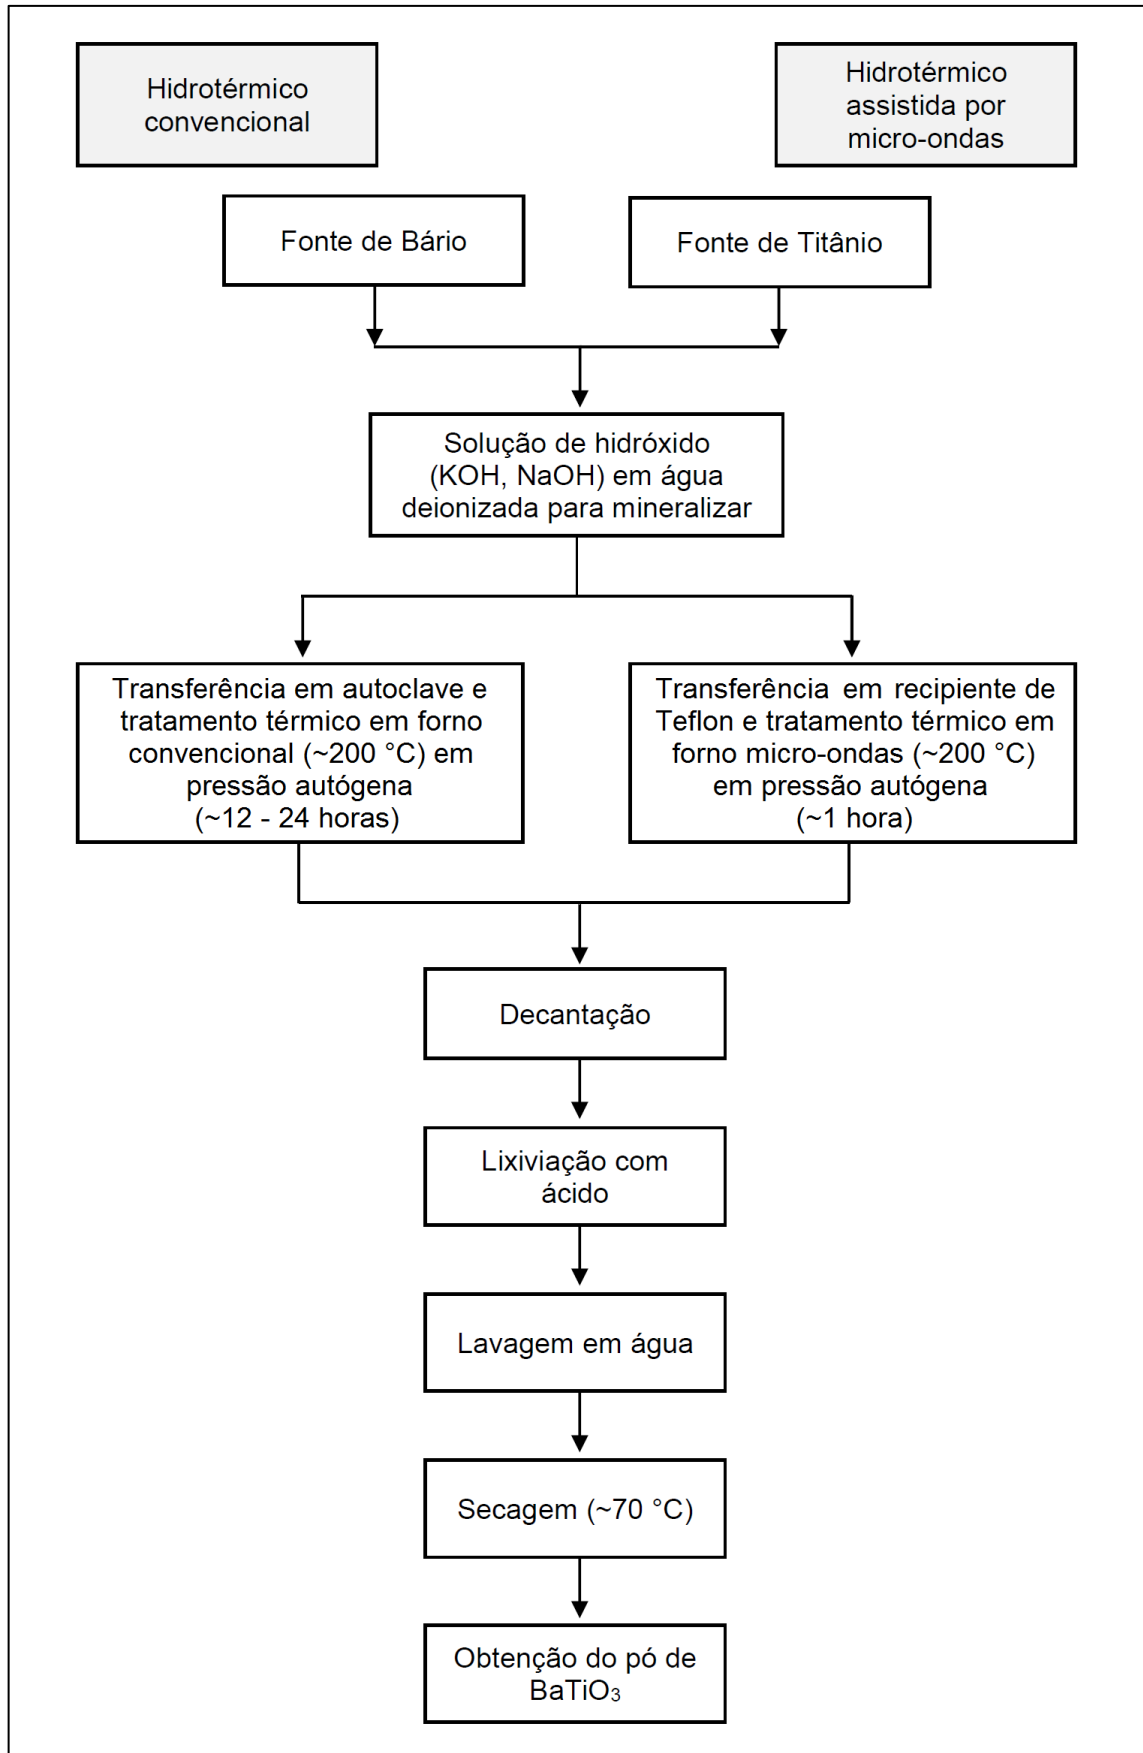 Hidrotérmico
convencional
Hidrotérmico
assistida por
micro-ondas
Fonte de Bário
Fonte de Titânio
Solução de hidróxido
(KOH, NaOH) em água
deionizada para mineralizar
Transferência em autoclave e
tratamento térmico em forno
convencional (~200 °C) em
pressão autógena
(~12 - 24 horas)
Transferência em recipiente de
Teflon e tratamento térmico em
forno micro-ondas (~200 °C)
em pressão autógena
(~1 hora)
Decantação
Lixiviação com
ácido
Lavagem em água
Secagem (~70 °C)
Obtenção do pó de
BaTiO₃